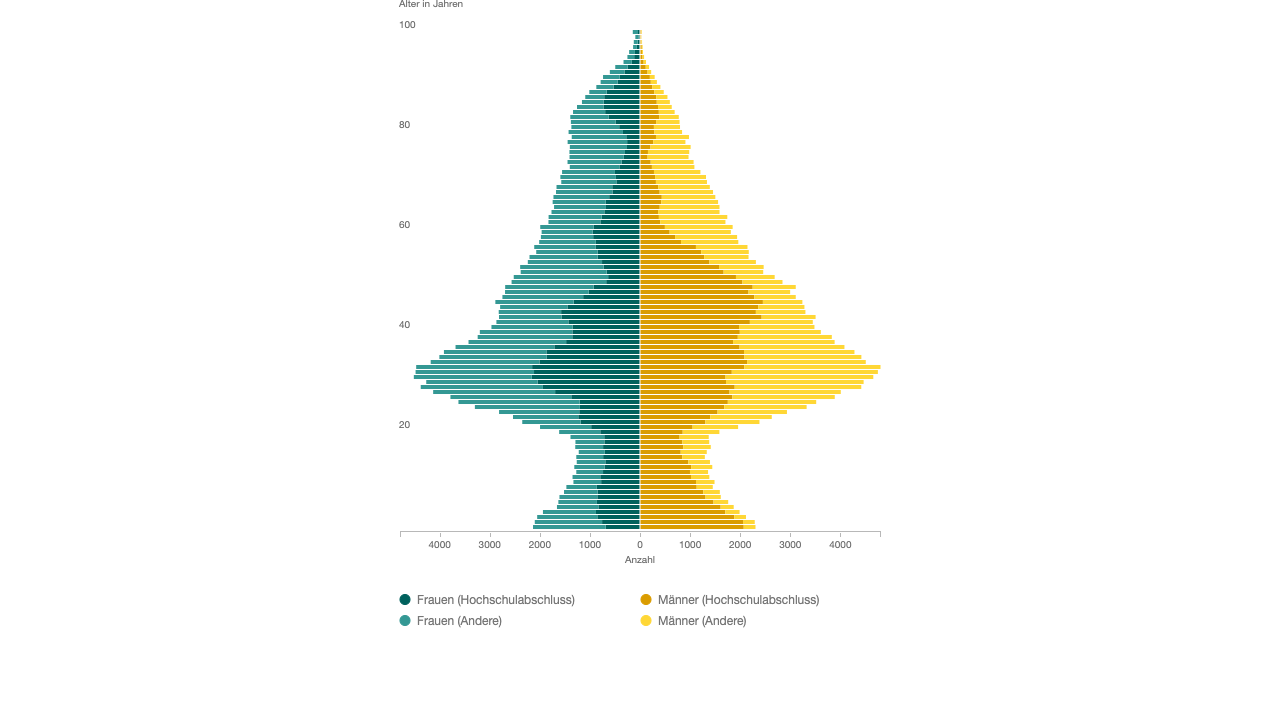 Alter in Jahren
100
80
60
40
20
4000 3000 2000 1000 0 1000 2000 3000 4000
Anzahl
Frauen (Hochschulabschluss) Männer (Hochschulabschluss)
Frauen (Andere) Männer (Andere)